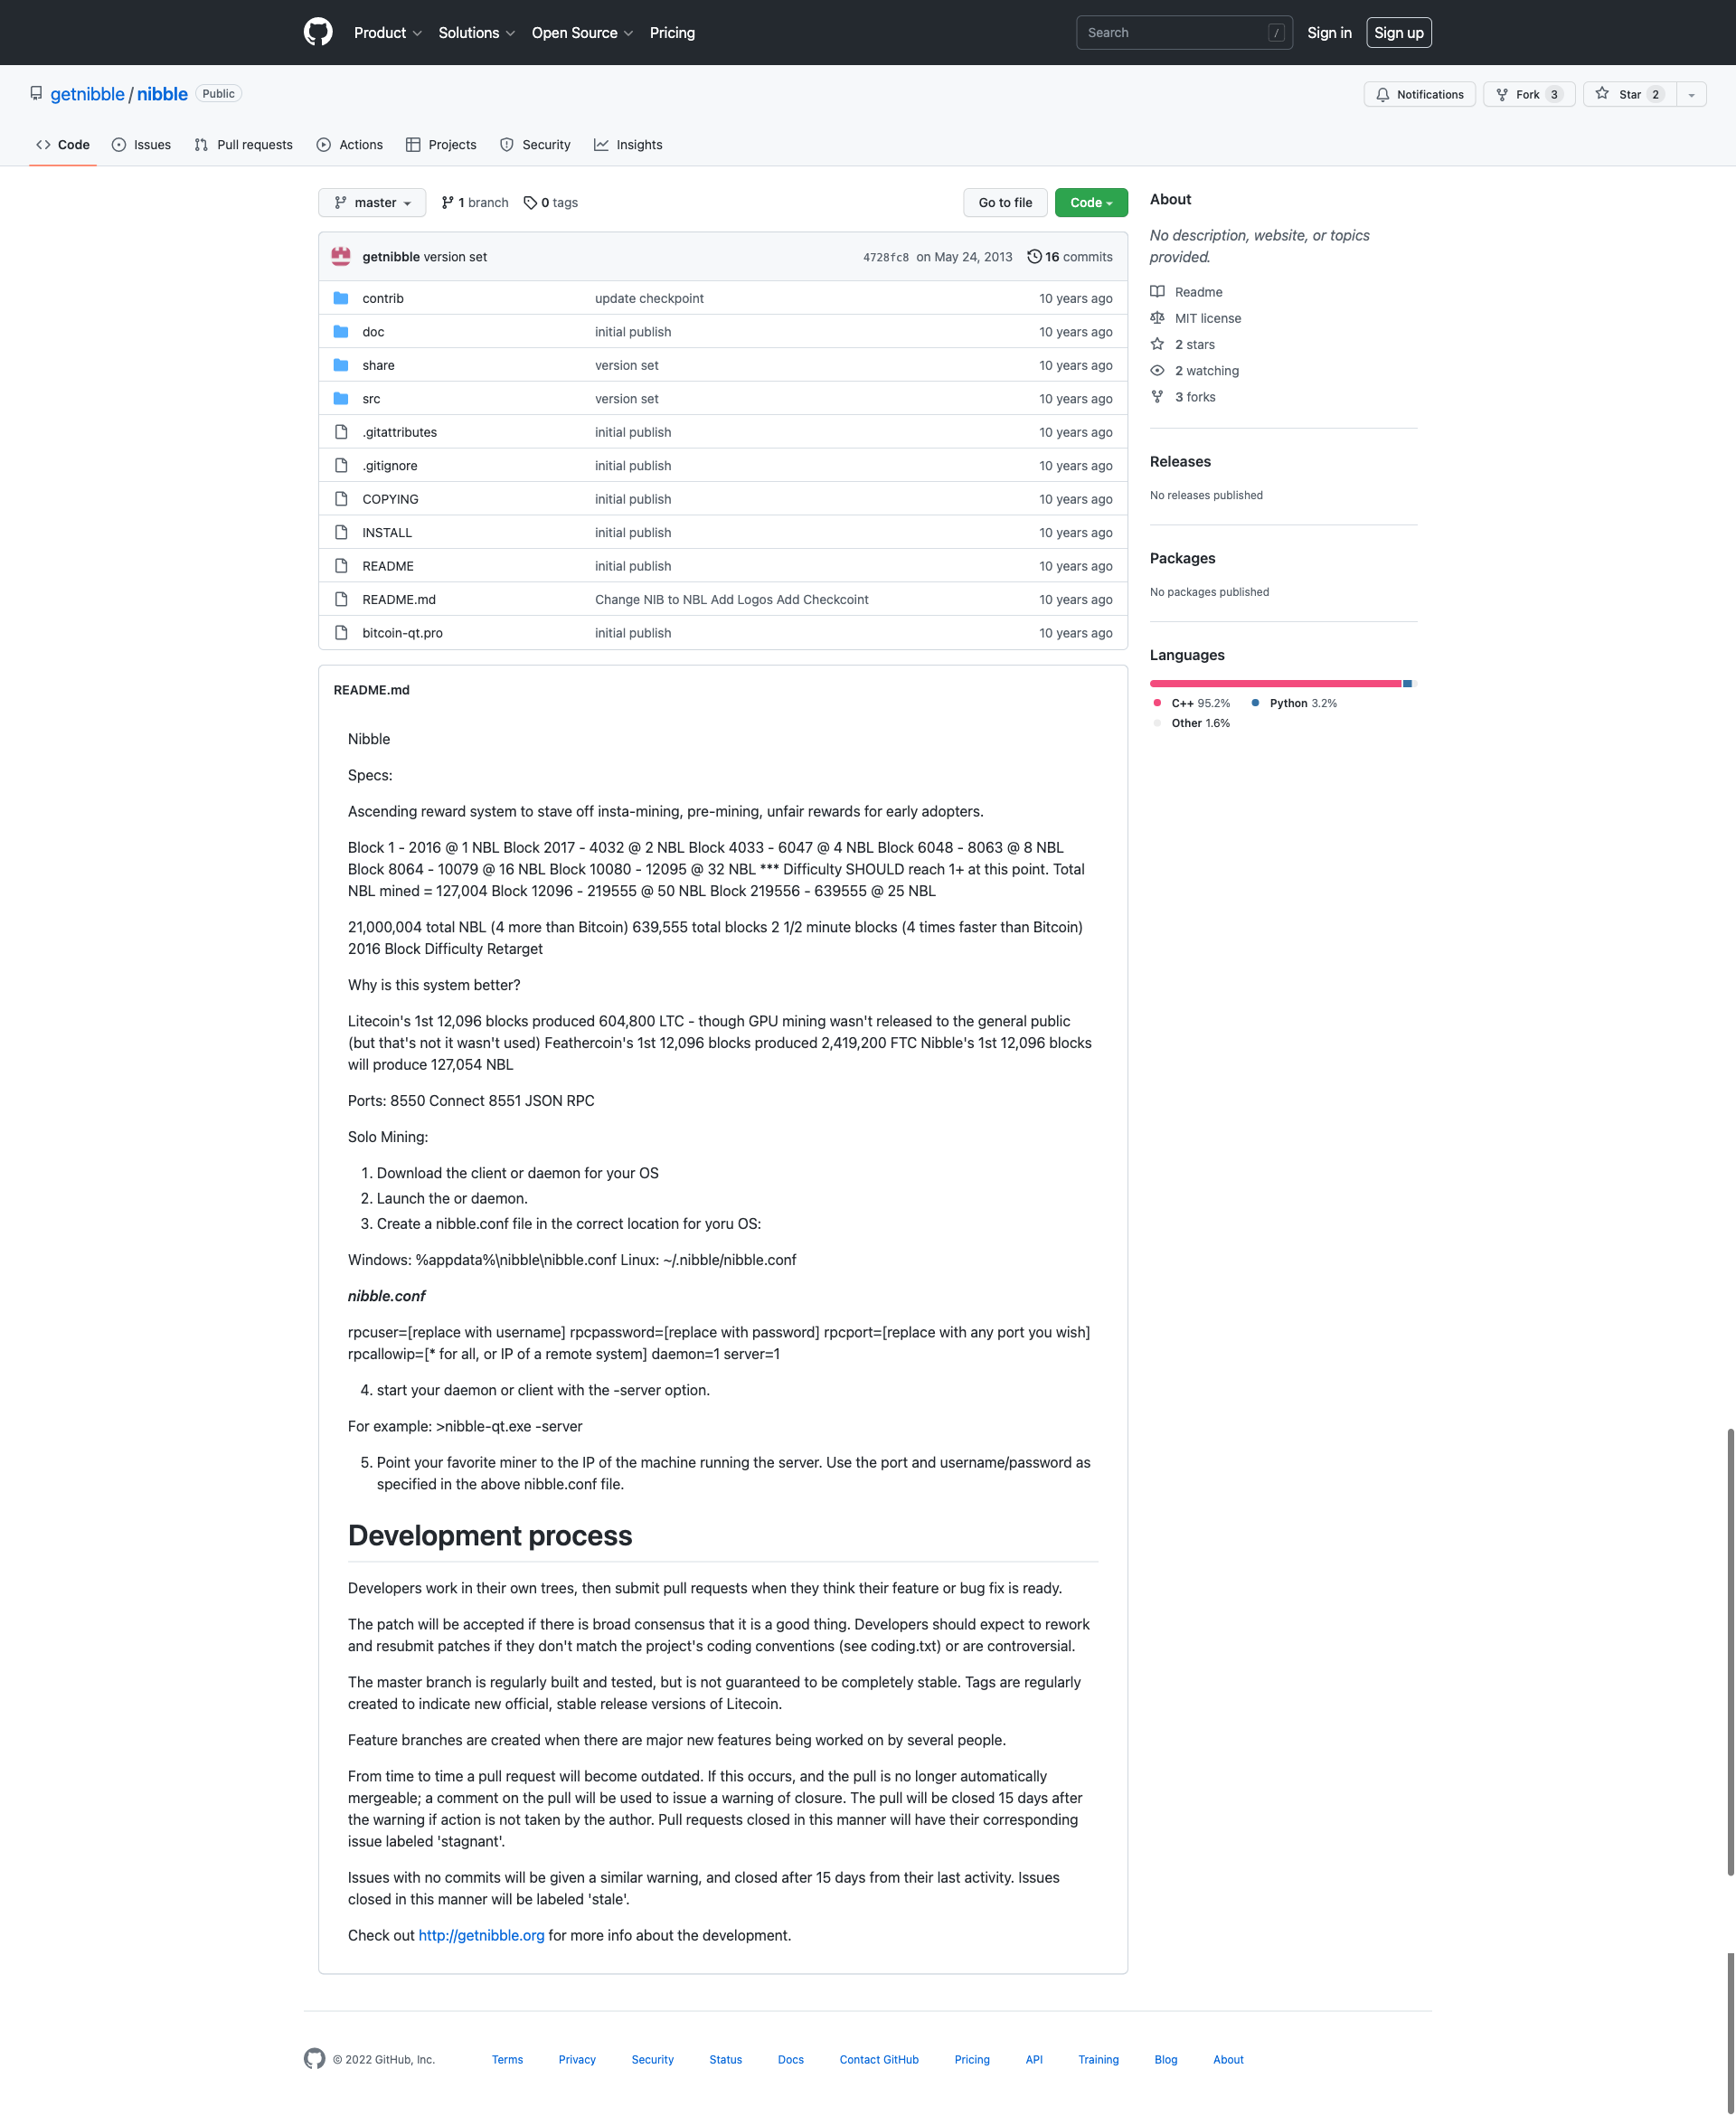 Product Solutions Open Source Pricing Search / Sign in Sign up
getnibble / nibble Public Notifications Fork 3 Star 2
Code Issues Pull requests Actions Projects Security Insights
master 1 branch 0 tags Go to file Code
getnibble version set 4728fc8 on May 24, 2013 16 commits
contrib update checkpoint 10 years ago
doc initial publish 10 years ago
share version set 10 years ago
src version set 10 years ago
.gitattributes initial publish 10 years ago
.gitignore initial publish 10 years ago
COPYING initial publish 10 years ago
INSTALL initial publish 10 years ago
README initial publish 10 years ago
README.md Change NIB to NBL Add Logos Add Checkcoint 10 years ago
bitcoin-qt.pro initial publish 10 years ago
README.md
Nibble
Specs:
Ascending reward system to stave off insta-mining, pre-mining, unfair rewards for early adopters.
Block 1 - 2016 @ 1 NBL Block 2017 - 4032 @ 2 NBL Block 4033 - 6047 @ 4 NBL Block 6048 - 8063 @ 8 NBL
Block 8064 - 10079 @ 16 NBL Block 10080 - 12095 @ 32 NBL *** Difficulty SHOULD reach 1+ at this point. Total
NBL mined = 127,004 Block 12096 - 219555 @ 50 NBL Block 219556 - 639555 @ 25 NBL
21,000,004 total NBL (4 more than Bitcoin) 639,555 total blocks 2 1/2 minute blocks (4 times faster than Bitcoin)
2016 Block Difficulty Retarget
Why is this system better?
Litecoin's 1st 12,096 blocks produced 604,800 LTC - though GPU mining wasn't released to the general public
(but that's not it wasn't used) Feathercoin's 1st 12,096 blocks produced 2,419,200 FTC Nibble's 1st 12,096 blocks
will produce 127,054 NBL
Ports: 8550 Connect 8551 JSON RPC
Solo Mining:
1. Download the client or daemon for your OS
2. Launch the or daemon.
3. Create a nibble.conf file in the correct location for yoru OS:
Windows: %appdata%\nibble\nibble.conf Linux: ~/.nibble/nibble.conf
nibble.conf
rpcuser=[replace with username] rpcpassword=[replace with password] rpcport=[replace with any port you wish]
rpcallowip=[* for all, or IP of a remote system] daemon=1 server=1
4. start your daemon or client with the -server option.
For example: >nibble-qt.exe -server
5. Point your favorite miner to the IP of the machine running the server. Use the port and username/password as
specified in the above nibble.conf file.
Development process
Developers work in their own trees, then submit pull requests when they think their feature or bug fix is ready.
The patch will be accepted if there is broad consensus that it is a good thing. Developers should expect to rework
and resubmit patches if they don't match the project's coding conventions (see coding.txt) or are controversial.
The master branch is regularly built and tested, but is not guaranteed to be completely stable. Tags are regularly
created to indicate new official, stable release versions of Litecoin.
Feature branches are created when there are major new features being worked on by several people.
From time to time a pull request will become outdated. If this occurs, and the pull is no longer automatically
mergeable; a comment on the pull will be used to issue a warning of closure. The pull will be closed 15 days after
the warning if action is not taken by the author. Pull requests closed in this manner will have their corresponding
issue labeled 'stagnant'.
Issues with no commits will be given a similar warning, and closed after 15 days from their last activity. Issues
closed in this manner will be labeled 'stale'.
Check out http://getnibble.org for more info about the development.
About
No description, website, or topics
provided.
Readme
MIT license
2 stars
2 watching
3 forks
Releases
No releases published
Packages
No packages published
Languages
C++ 95.2% Python 3.2%
Other 1.6%
© 2022 GitHub, Inc. Terms Privacy Security Status Docs Contact GitHub Pricing API Training Blog About